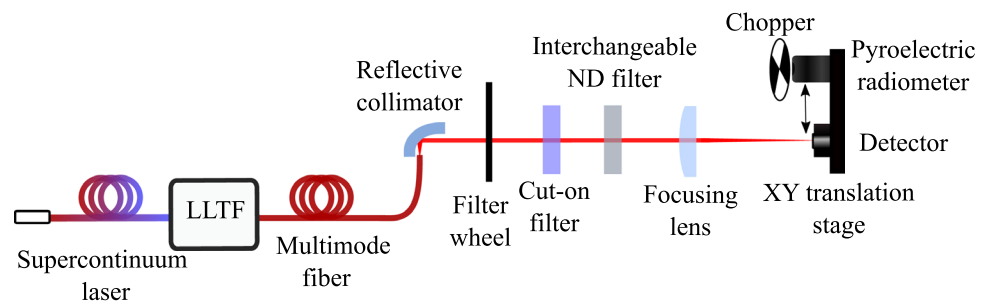 Supercontinuum
laser
LLTF
Multimode
fiber
Reflective
collimator
Filter
wheel
Cut-on
filter
Interchangeable
ND filter
Focusing
lens
Chopper
Pyroelectric
radiometer
Detector
XY translation
stage